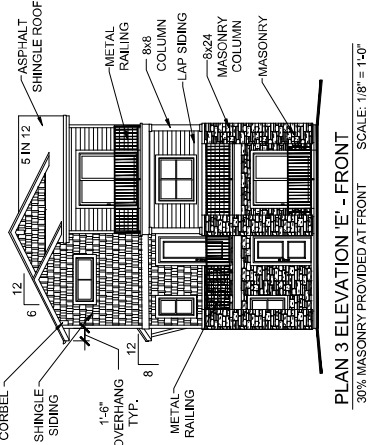 ASPHALT
SHINGLE ROOF
5 IN 12
METAL
RAILING
8x8
COLUMN
LAP SIDING
8x24
MASONRY
COLUMN
MASONRY
12
6
CORBEL
SHINGLE
SIDING
1'-6"
OVERHANG
TYP.
12
8
METAL
RAILING
PLAN 3 ELEVATION 'E' - FRONT
30% MASONRY PROVIDED AT FRONT SCALE: 1/8" = 1'-0"